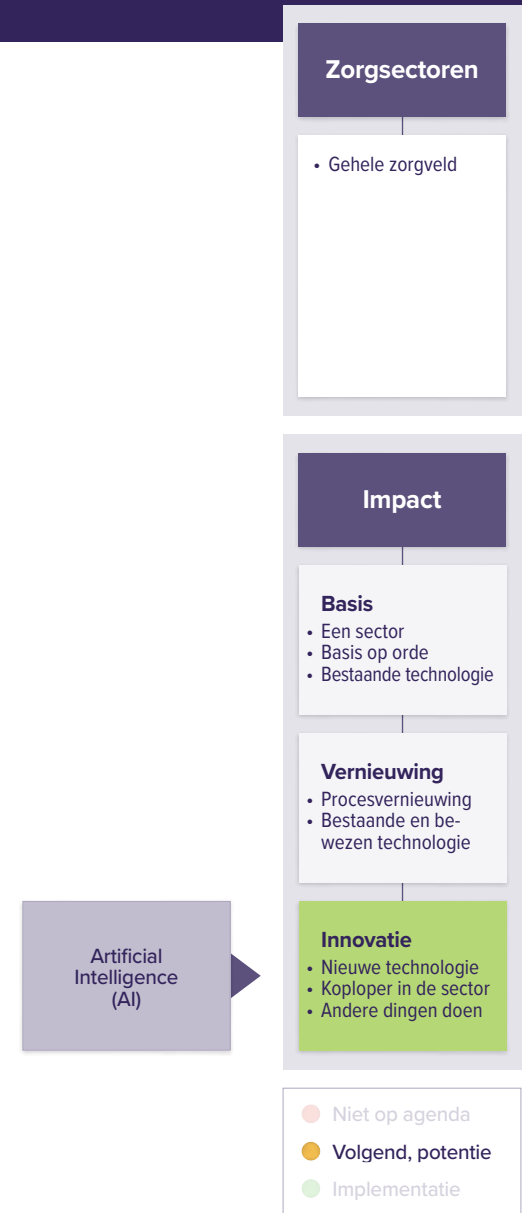 Zorgsectoren
• Gehele zorgveld
Impact
Basis
• Een sector
• Basis op orde
• Bestaande technologie
Vernieuwing
• Procesvernieuwing
• Bestaande en be-
wezen technologie
Artificial
Intelligence
(AI)
Innovatie
• Nieuwe technologie
• Koploper in de sector
• Andere dingen doen
Niet op agenda
Volgend, potentie
Implementatie